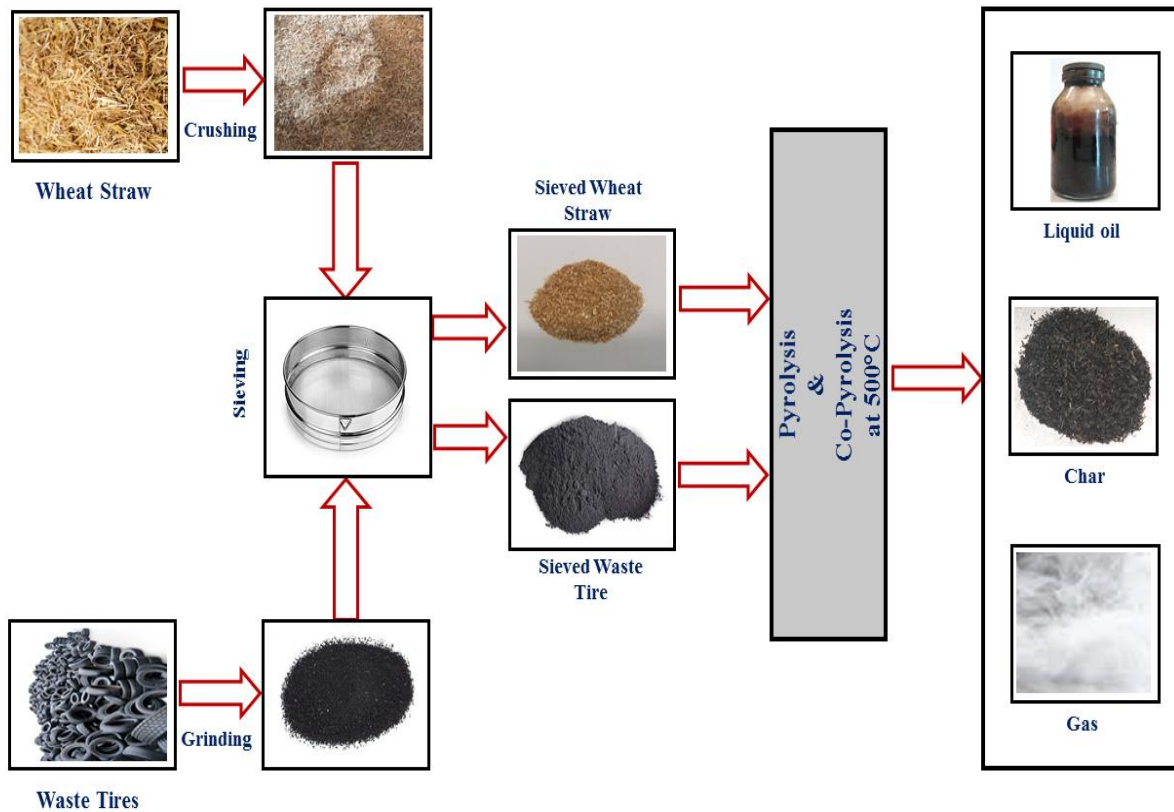 Crushing
Wheat Straw
Sieved Wheat
Straw
Liquid oil
Sieving
Pyrolysis
&
Co-Pyrolysis
at 500°C
Char
Sieved Waste
Tire
Gas
Grinding
Waste Tires